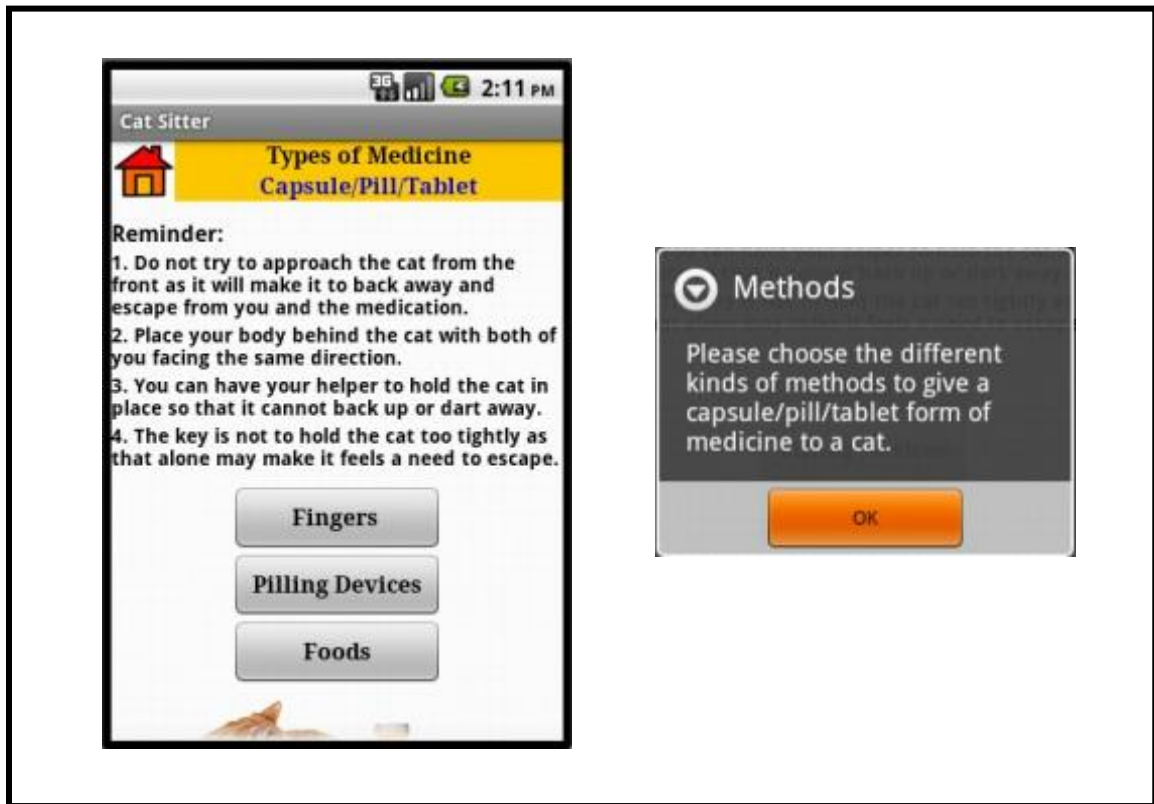 3G
2:11 PM
Cat Sitter
Types of Medicine
Capsule/Pill/Tablet
Reminder:
1. Do not try to approach the cat from the
front as it will make it to back away and
escape from you and the medication.
2. Place your body behind the cat with both of
you facing the same direction.
3. You can have your helper to hold the cat in
place so that it cannot back up or dart away.
4. The key is not to hold the cat too tightly as
that alone may make it feels a need to escape.
Fingers
Pilling Devices
Foods
Methods
Please choose the different
kinds of methods to give a
capsule/pill/tablet form of
medicine to a cat.
OK